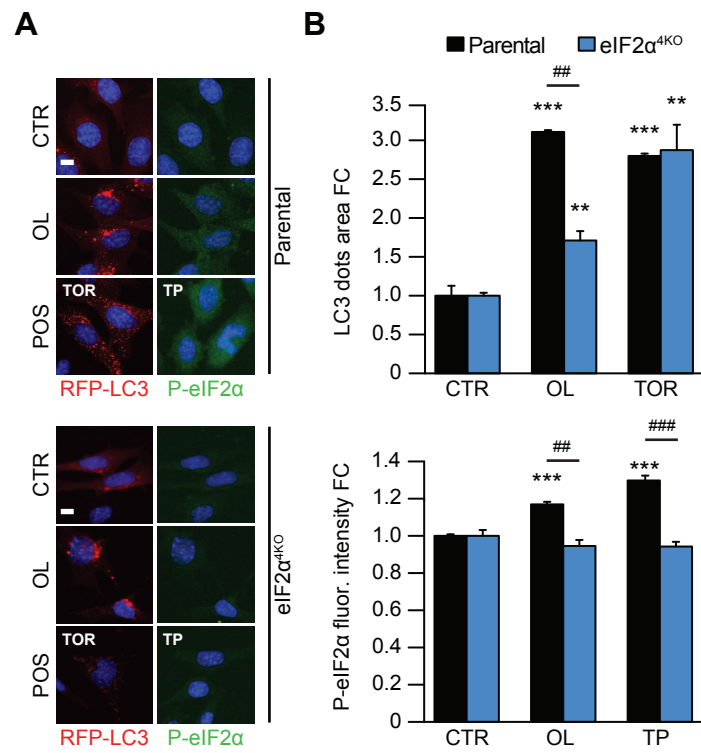 A
CTR
OL
POS
TOR
TP
Parental
RFP-LC3
P-eIF2α
CTR
OL
POS
TOR
TP
eIF2α4KO
RFP-LC3
P-eIF2α
B
Parental
eIF2α4KO
##
***
**
***
**
LC3 dots area FC
3.5
3.0
2.5
2.0
1.5
1.0
0
CTR
OL
TOR
##
***
###
***
P-eIF2α fluor. intensity FC
1.4
1.2
1.0
0.8
0.6
0.4
0.2
0
CTR
OL
TP